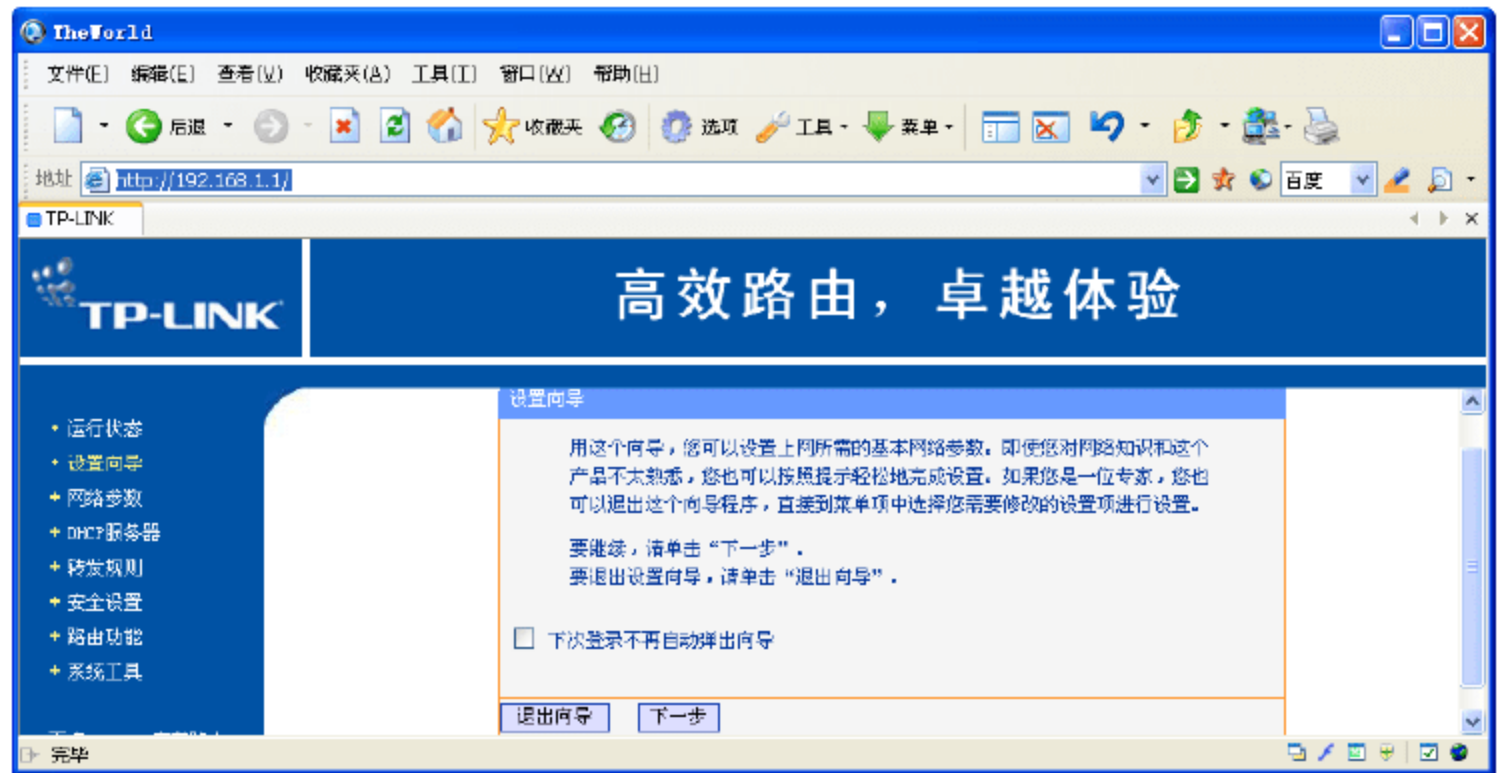 TheWorld
文件(F) 编辑(E) 查看(V) 收藏夹(A) 工具(T) 窗口(W) 帮助(H)
后退 收藏夹 选项 工具 菜单
地址 http://192.168.1.1/ 百度
TP-LINK
TP-LINK 高效路由，卓越体验
设置向导
• 运行状态
• 设置向导
+ 网络参数
+ DHCP服务器
+ 转发规则
+ 安全设置
+ 路由功能
+ 系统工具
用这个向导，您可以设置上网所需的基本网络参数。即使您对网络知识和这个
产品不太熟悉，您也可以按照提示轻松地完成设置。如果您是一位专家，您也
可以退出这个向导程序，直接到菜单项中选择您需要修改的设置项进行设置。
要继续，请单击“下一步”.
要退出设置向导，请单击“退出向导”.
下次登录不再自动弹出向导
退出向导 下一步
完毕